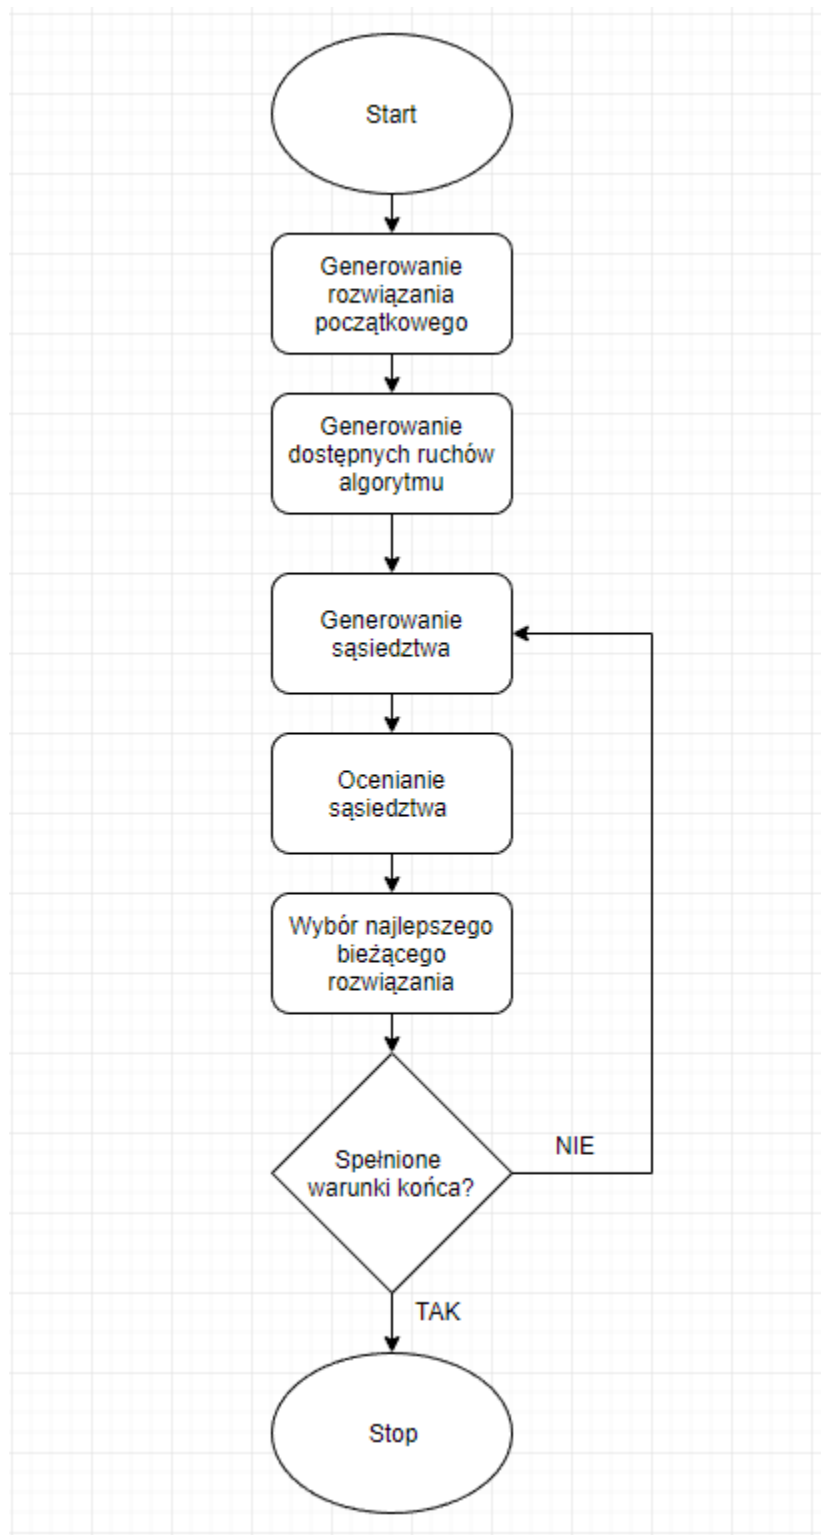 Start
Generowanie
rozwiązania
początkowego
Generowanie
dostępnych ruchów
algorytmu
Generowanie
sąsiedztwa
Ocenianie
sąsiedztwa
Wybór najlepszego
bieżącego
rozwiązania
NIE
Spełnione
warunki końca?
TAK
Stop